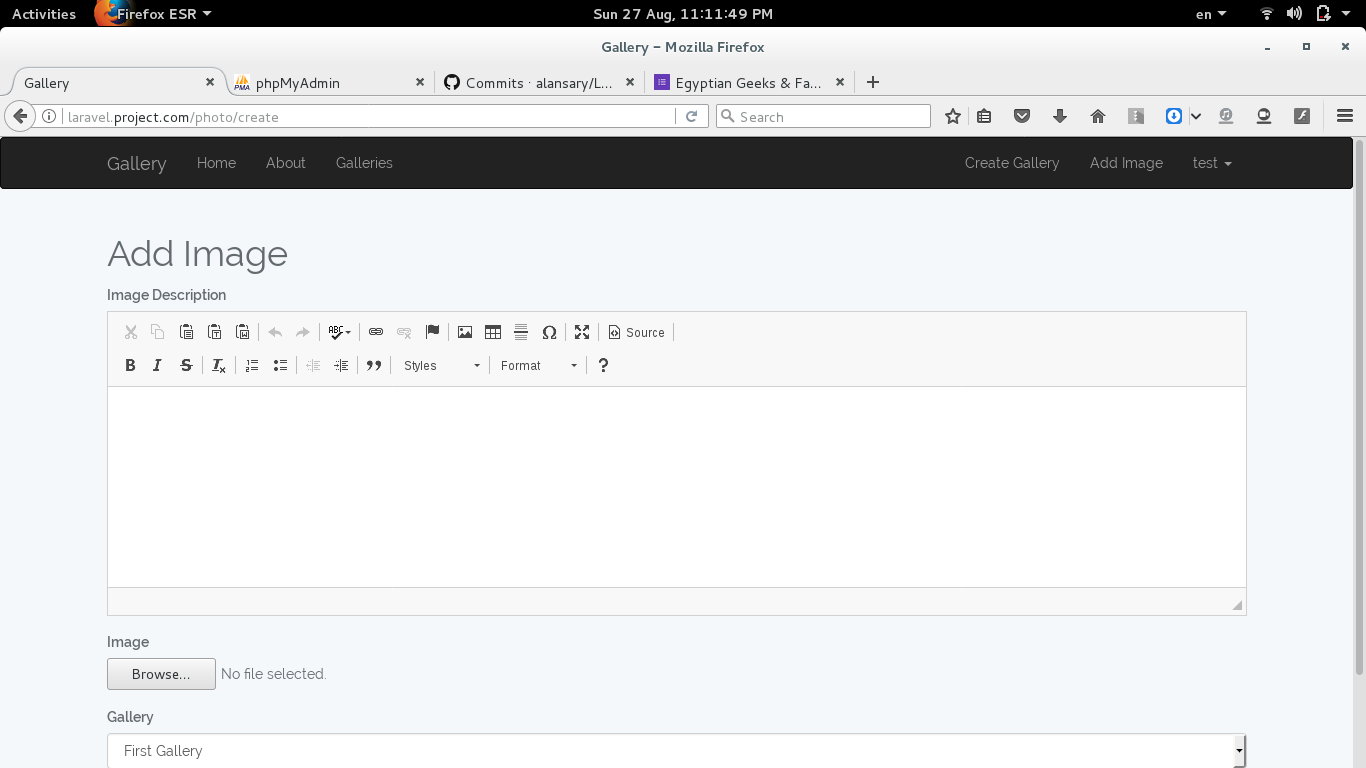 Activities Firefox ESR Sun 27 Aug, 11:11:49 PM en
Gallery – Mozilla Firefox
Gallery phpMyAdmin Commits · alansary/L... Egyptian Geeks & Fa...
laravel.project.com/photo/create Search
Gallery Home About Galleries Create Gallery Add Image test
Add Image
Image Description
ABC Source
B I S Styles Format ?
Image
Browse... No file selected.
Gallery
First Gallery